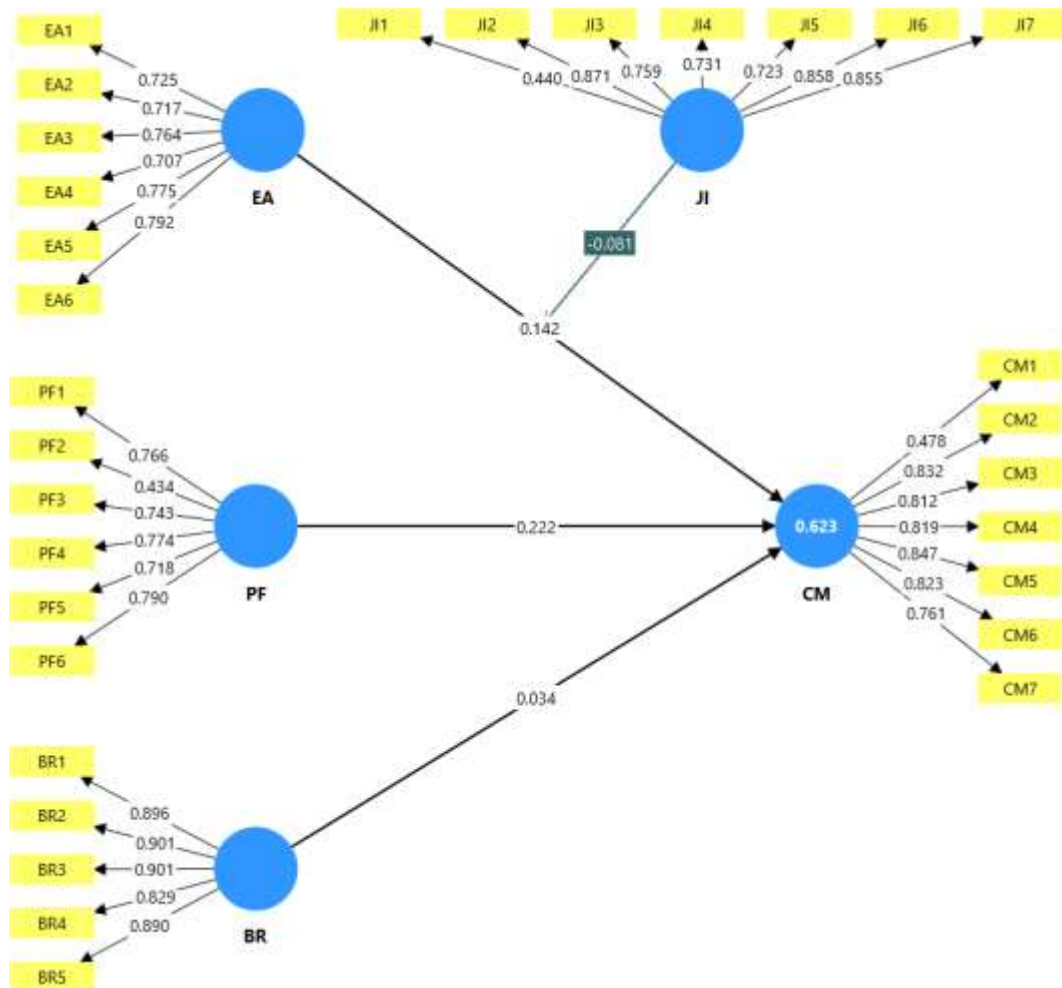 EA1
EA2
EA3
EA4
EA5
EA6
0.725
0.717
0.764
0.707
0.775
0.792
EA
JI1
JI2
JI3
JI4
JI5
JI6
JI7
0.440
0.871
0.759
0.731
0.723
0.858
0.855
JI
-0.081
0.142
PF1
PF2
PF3
PF4
PF5
PF6
0.766
0.434
0.743
0.774
0.718
0.790
PF
0.222
0.623
CM
CM1
CM2
CM3
CM4
CM5
CM6
CM7
0.478
0.832
0.812
0.819
0.847
0.823
0.761
0.034
BR1
BR2
BR3
BR4
BR5
0.896
0.901
0.901
0.829
0.890
BR